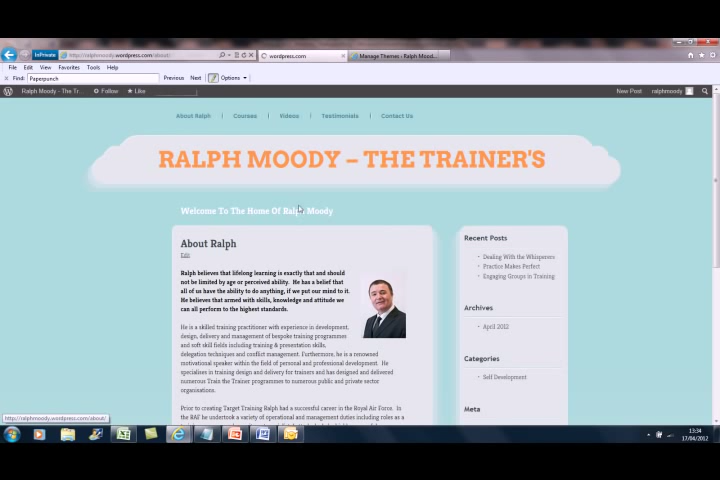 InPrivate http://ralphmoody.wordpress.com/about/ wordpress.com Manage Themes ‹ Ralph Mood...
File Edit View Favorites Tools Help
Find: Paperpunch Previous Next Options
Ralph Moody - The Tr... Follow Like New Post ralphmoody
About Ralph | Courses | Videos | Testimonials | Contact Us
RALPH MOODY – THE TRAINER'S
Welcome To The Home Of Ralph Moody
About Ralph
Edit
Ralph believes that lifelong learning is exactly that and should
not be limited by age or perceived ability. He has a belief that
all of us have the ability to do anything, if we put our mind to it.
He believes that armed with skills, knowledge and attitude we
can all perform to the highest standards.
He is a skilled training practitioner with experience in development,
design, delivery and management of bespoke training programmes
and soft skill fields including training & presentation skills,
delegation techniques and conflict management. Furthermore, he is a renowned
motivational speaker within the field of personal and professional development. He
specialises in training design and delivery for trainers and has designed and delivered
numerous Train the Trainer programmes to numerous public and private sector
organisations.
Prior to creating Target Training Ralph had a successful career in the Royal Air Force. In
the RAF he undertook a variety of operational and management duties including roles as a
Recent Posts
Dealing With the Whisperers
Practice Makes Perfect
Engaging Groups in Training
Archives
April 2012
Categories
Self Development
Meta
http://ralphmoody.wordpress.com/about/
13:34
17/04/2012